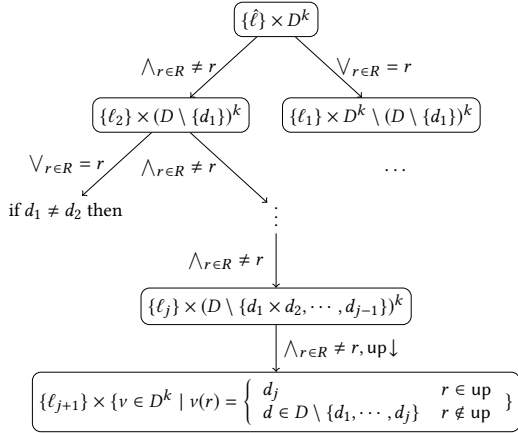 {ℓ̂} × D^k
⋀_{r∈R} ≠ r
⋁_{r∈R} = r
{ℓ_2} × (D \ {d_1})^k
{ℓ_1} × D^k \ (D \ {d_1})^k
⋁_{r∈R} = r
⋀_{r∈R} ≠ r
...
if d_1 ≠ d_2 then
⋮
⋀_{r∈R} ≠ r
{ℓ_j} × (D \ {d_1 × d_2, ⋯ , d_{j−1}})^k
⋀_{r∈R} ≠ r, up↓
{ℓ_{j+1}} × {v ∈ D^k | v(r) = { d_j r ∈ up
d ∈ D \ {d_1, ⋯ , d_j} r ∉ up }